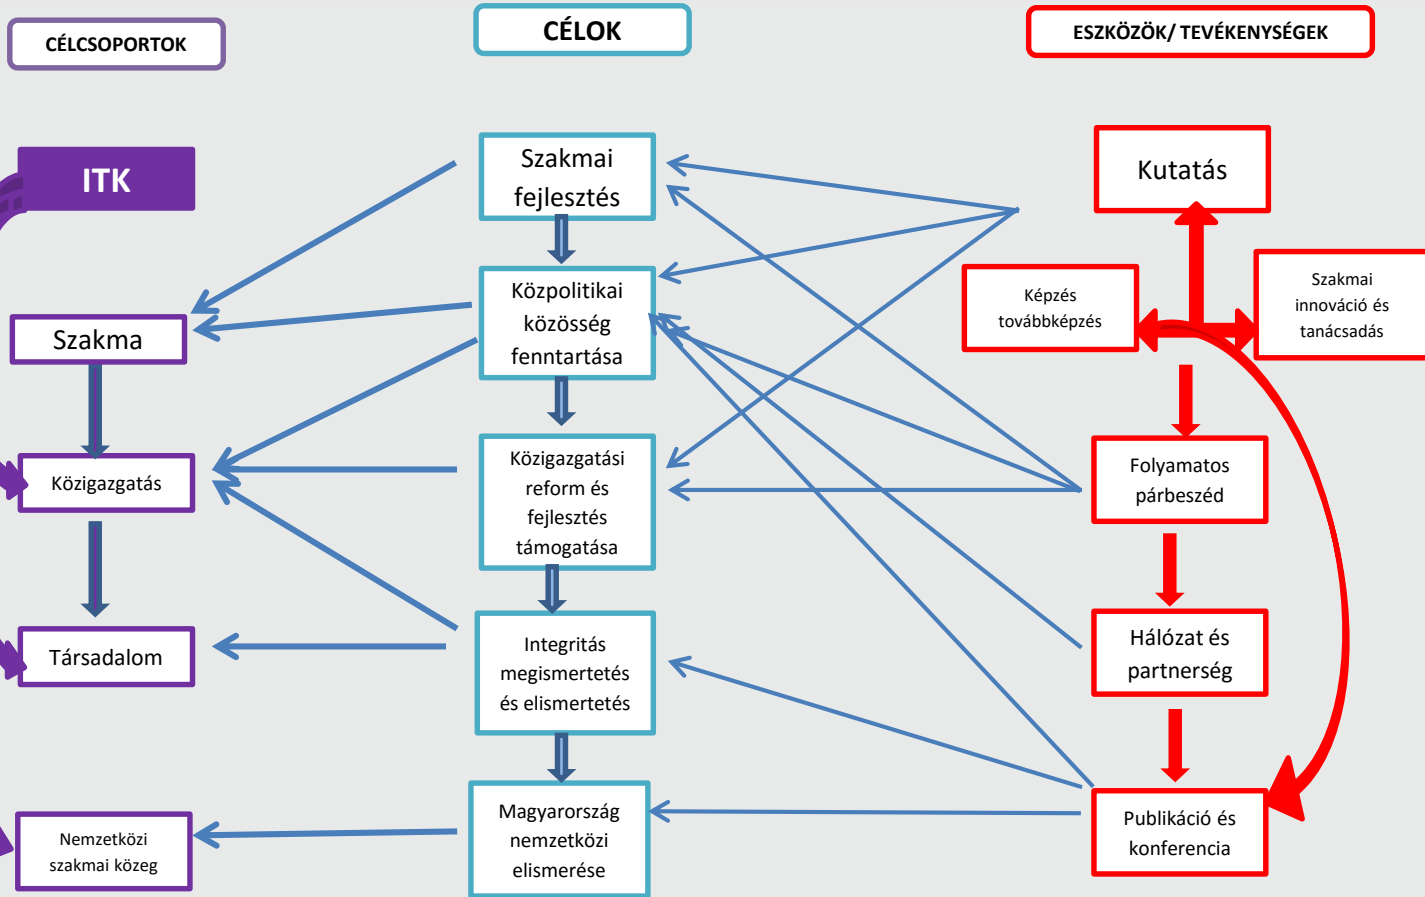 CÉLCSOPORTOK
CÉLOK
ESZKÖZÖK/ TEVÉKENYSÉGEK
ITK
Szakma
Közigazgatás
Társadalom
Nemzetközi
szakmai közeg
Szakmai
fejlesztés
Közpolitikai
közösség
fenntartása
Közigazgatási
reform és
fejlesztés
támogatása
Integritás
megismertetés
és elismertetés
Magyarország
nemzetközi
elismerése
Kutatás
Képzés
továbbképzés
Szakmai
innováció és
tanácsadás
Folyamatos
párbeszéd
Hálózat és
partnerség
Publikáció és
konferencia